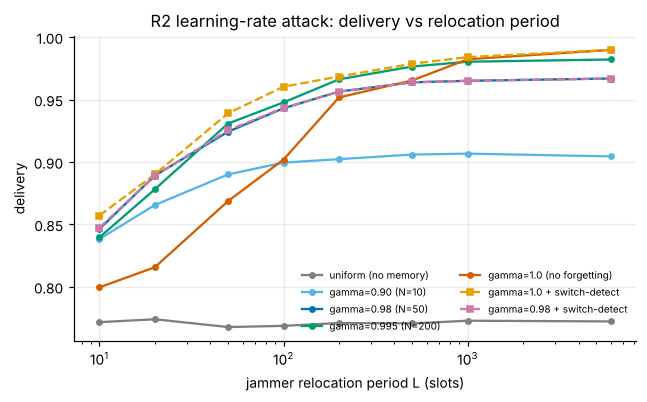 R2 learning-rate attack: delivery vs relocation period
1.00
0.95
0.90
0.85
0.80
delivery
uniform (no memory)
gamma=0.90 (N=10)
gamma=0.98 (N=50)
gamma=0.995 (N=200)
gamma=1.0 (no forgetting)
gamma=1.0 + switch-detect
gamma=0.98 + switch-detect
10¹
10²
10³
jammer relocation period L (slots)